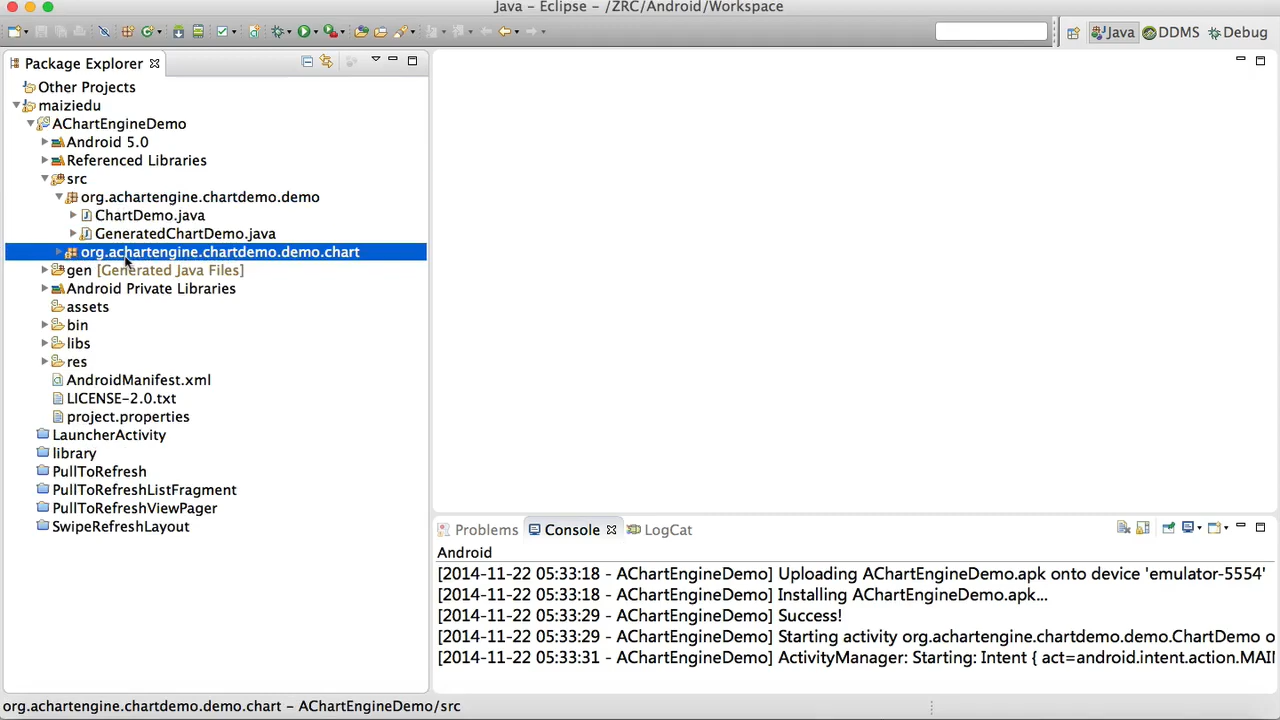 Java – Eclipse – /ZRC/Android/Workspace
Java DDMS Debug
Package Explorer
Other Projects
maiziedu
AChartEngineDemo
Android 5.0
Referenced Libraries
src
org.achartengine.chartdemo.demo
ChartDemo.java
GeneratedChartDemo.java
org.achartengine.chartdemo.demo.chart
gen [Generated Java Files]
Android Private Libraries
assets
bin
libs
res
AndroidManifest.xml
LICENSE-2.0.txt
project.properties
LauncherActivity
library
PullToRefresh
PullToRefreshListFragment
PullToRefreshViewPager
SwipeRefreshLayout
Problems Console LogCat
Android
[2014-11-22 05:33:18 - AChartEngineDemo] Uploading AChartEngineDemo.apk onto device 'emulator-5554'
[2014-11-22 05:33:18 - AChartEngineDemo] Installing AChartEngineDemo.apk...
[2014-11-22 05:33:29 - AChartEngineDemo] Success!
[2014-11-22 05:33:29 - AChartEngineDemo] Starting activity org.achartengine.chartdemo.demo.ChartDemo o
[2014-11-22 05:33:31 - AChartEngineDemo] ActivityManager: Starting: Intent { act=android.intent.action.MAI
org.achartengine.chartdemo.demo.chart – AChartEngineDemo/src